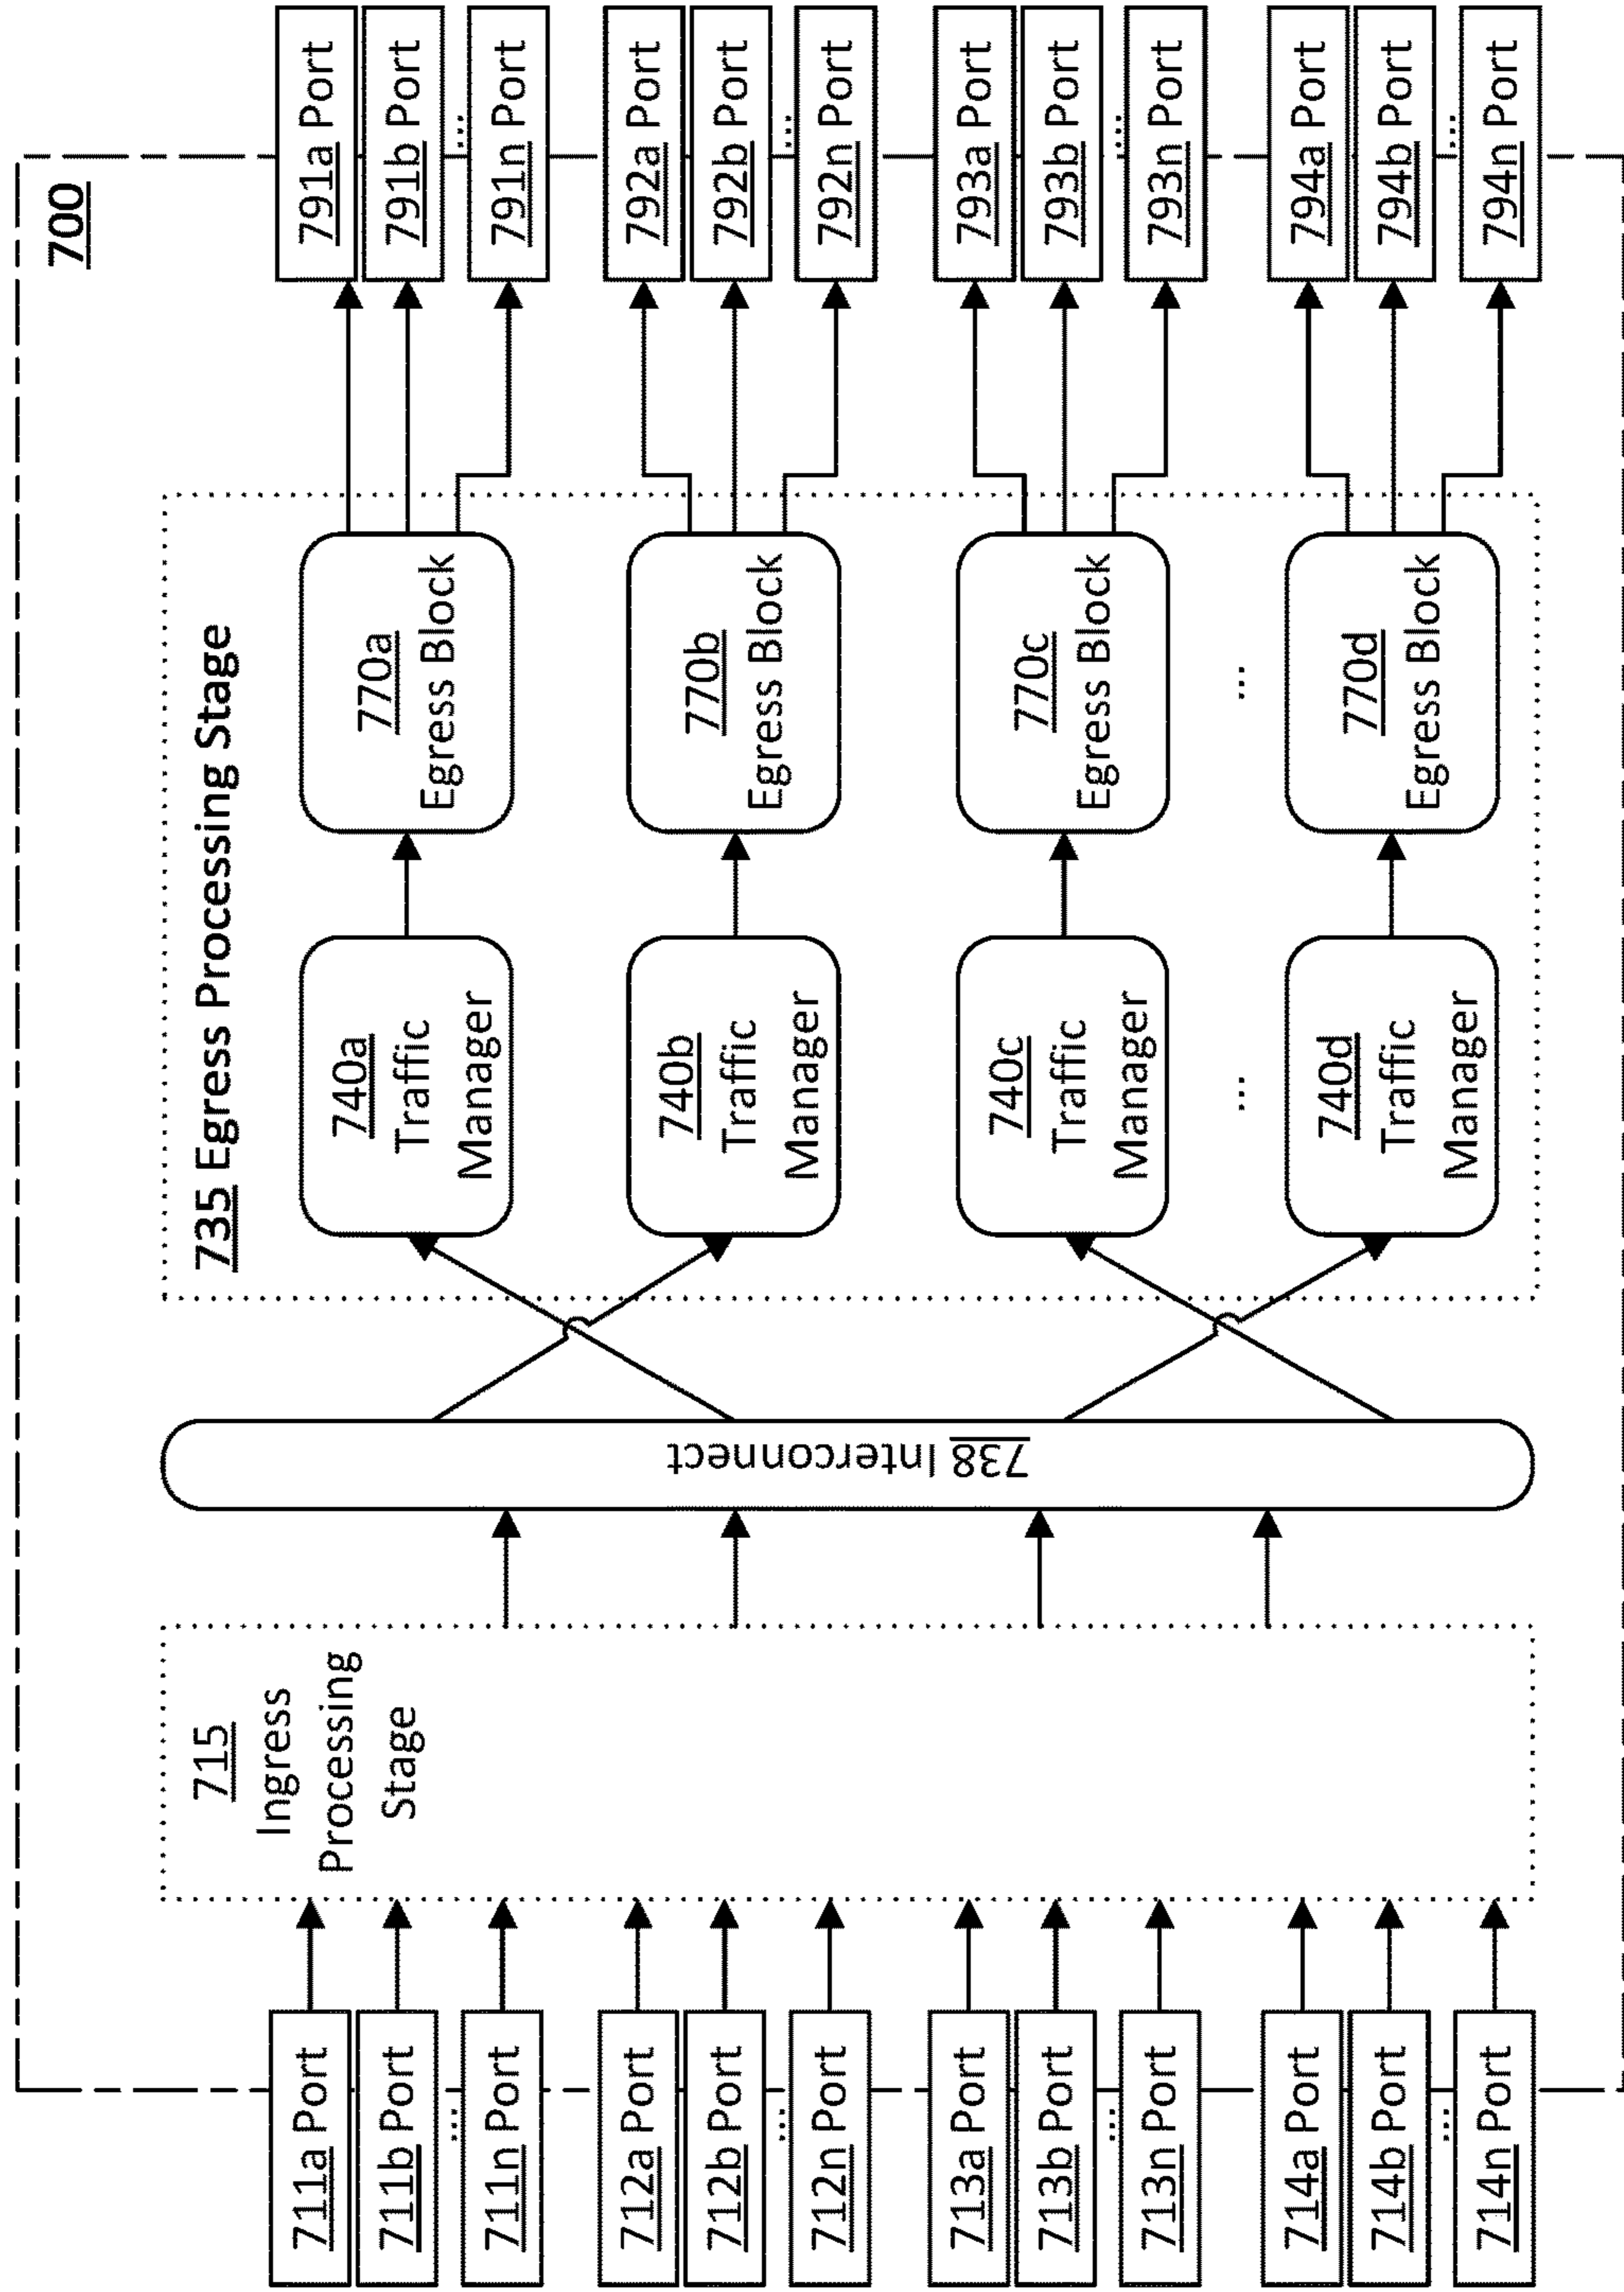 700
711a Port
711b Port
...
711n Port
712a Port
712b Port
...
712n Port
713a Port
713b Port
...
713n Port
714a Port
714b Port
...
714n Port
715
Ingress
Processing
Stage
738 Interconnect
735 Egress Processing Stage
740a
Traffic
Manager
740b
Traffic
Manager
740c
Traffic
Manager
...
740d
Traffic
Manager
770a
Egress Block
770b
Egress Block
770c
Egress Block
...
770d
Egress Block
791a Port
791b Port
...
791n Port
792a Port
792b Port
...
792n Port
793a Port
793b Port
...
793n Port
794a Port
794b Port
...
794n Port